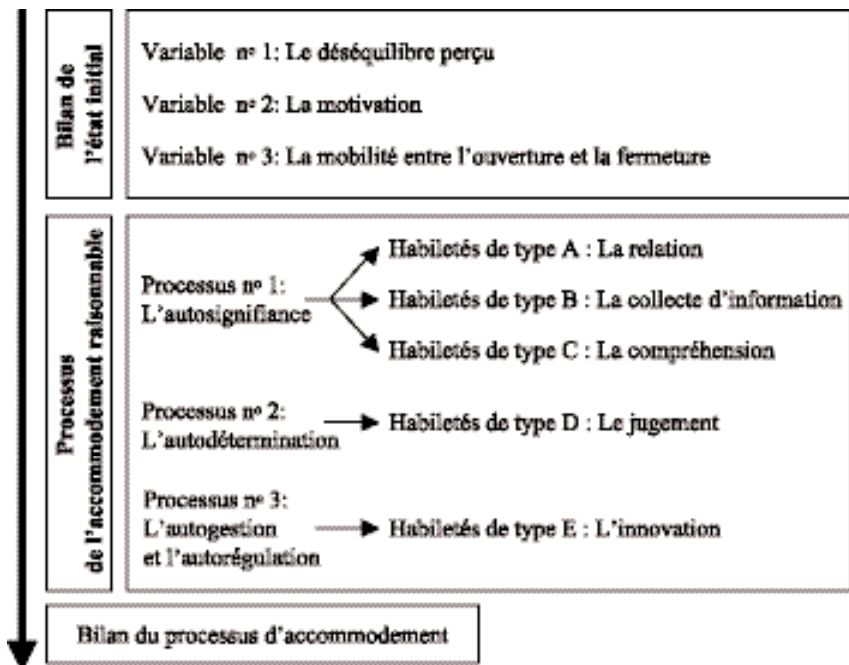 Bilan de
l'état initial
Variable nº 1: Le déséquilibre perçu
Variable nº 2: La motivation
Variable nº 3: La mobilité entre l'ouverture et la fermeture
Processus
de l'accommodement raisonnable
Processus nº 1:
L'autosignifiance
Habiletés de type A : La relation
Habiletés de type B : La collecte d'information
Habiletés de type C : La compréhension
Processus nº 2:
L'autodétermination
Habiletés de type D : Le jugement
Processus nº 3:
L'autogestion
et l'autorégulation
Habiletés de type E : L'innovation
Bilan du processus d'accommodement